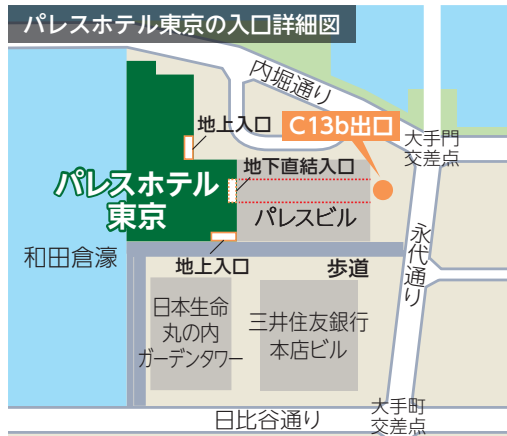 パレスホテル東京の入口詳細図
内堀通り
地上入口
C13b出口
大手門
交差点
地下直結入口
パレスホテル
東京
パレスビル
永代通り
和田倉濠
地上入口
歩道
日本生命
丸の内
ガーデンタワー
三井住友銀行
本店ビル
日比谷通り
大手町
交差点